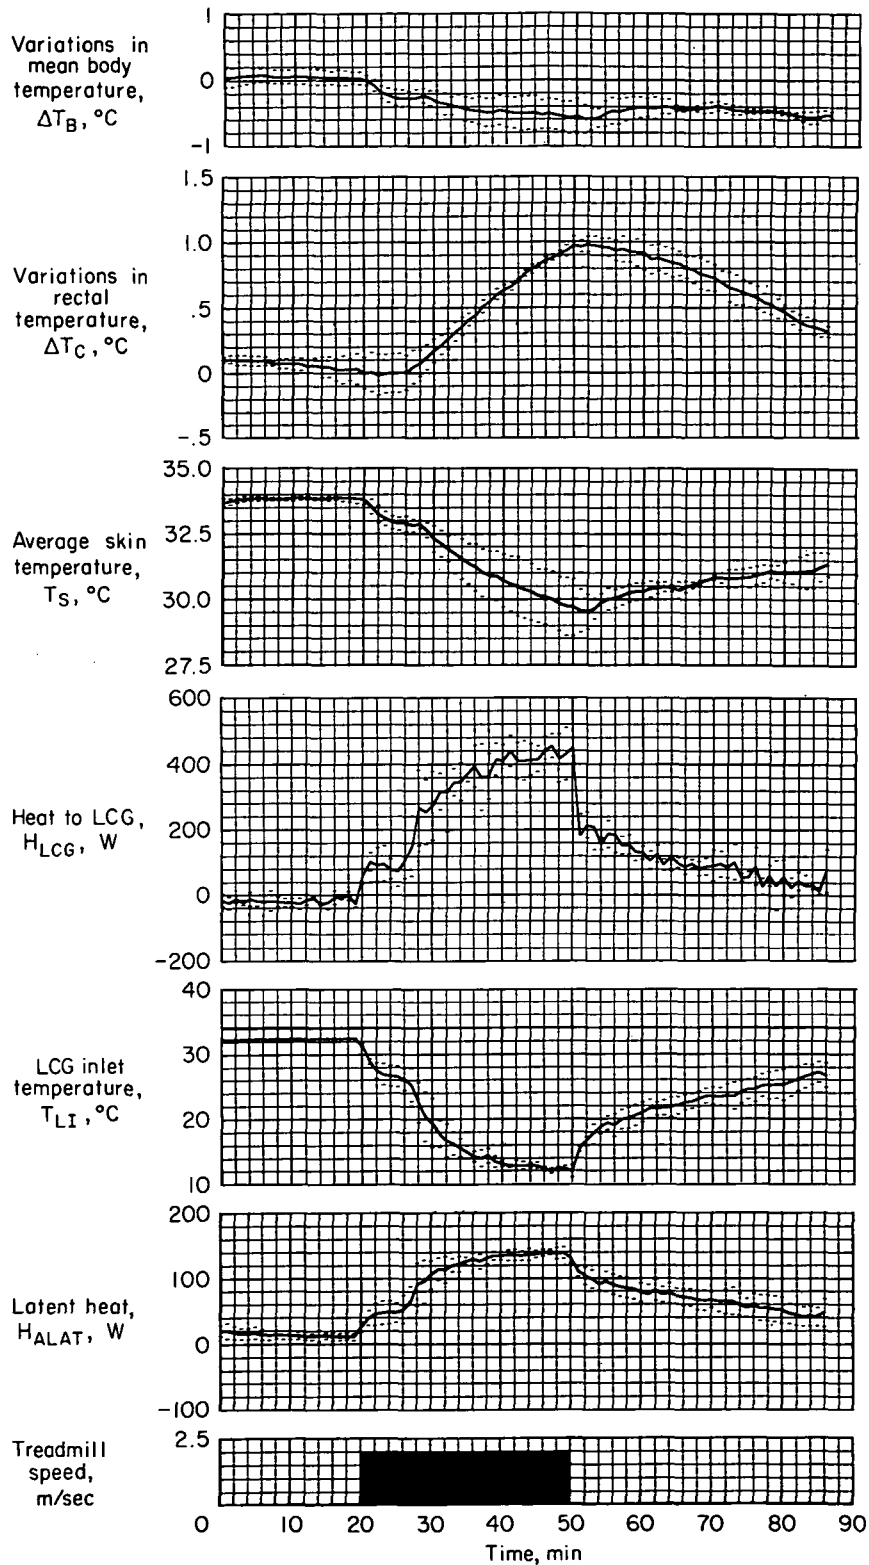 1
Variations in
mean body
temperature,
ΔT_B, °C
0
-1
1.5
1.0
Variations in
rectal
temperature,
ΔT_C, °C
.5
0
-.5
35.0
32.5
Average skin
temperature,
T_S, °C
30.0
27.5
600
400
Heat to LCG,
H_LCG, W
200
0
-200
40
30
LCG inlet
temperature,
T_LI, °C
20
10
200
100
Latent heat,
H_ALAT, W
0
-100
2.5
Treadmill
speed,
m/sec
0 10 20 30 40 50 60 70 80 90
Time, min